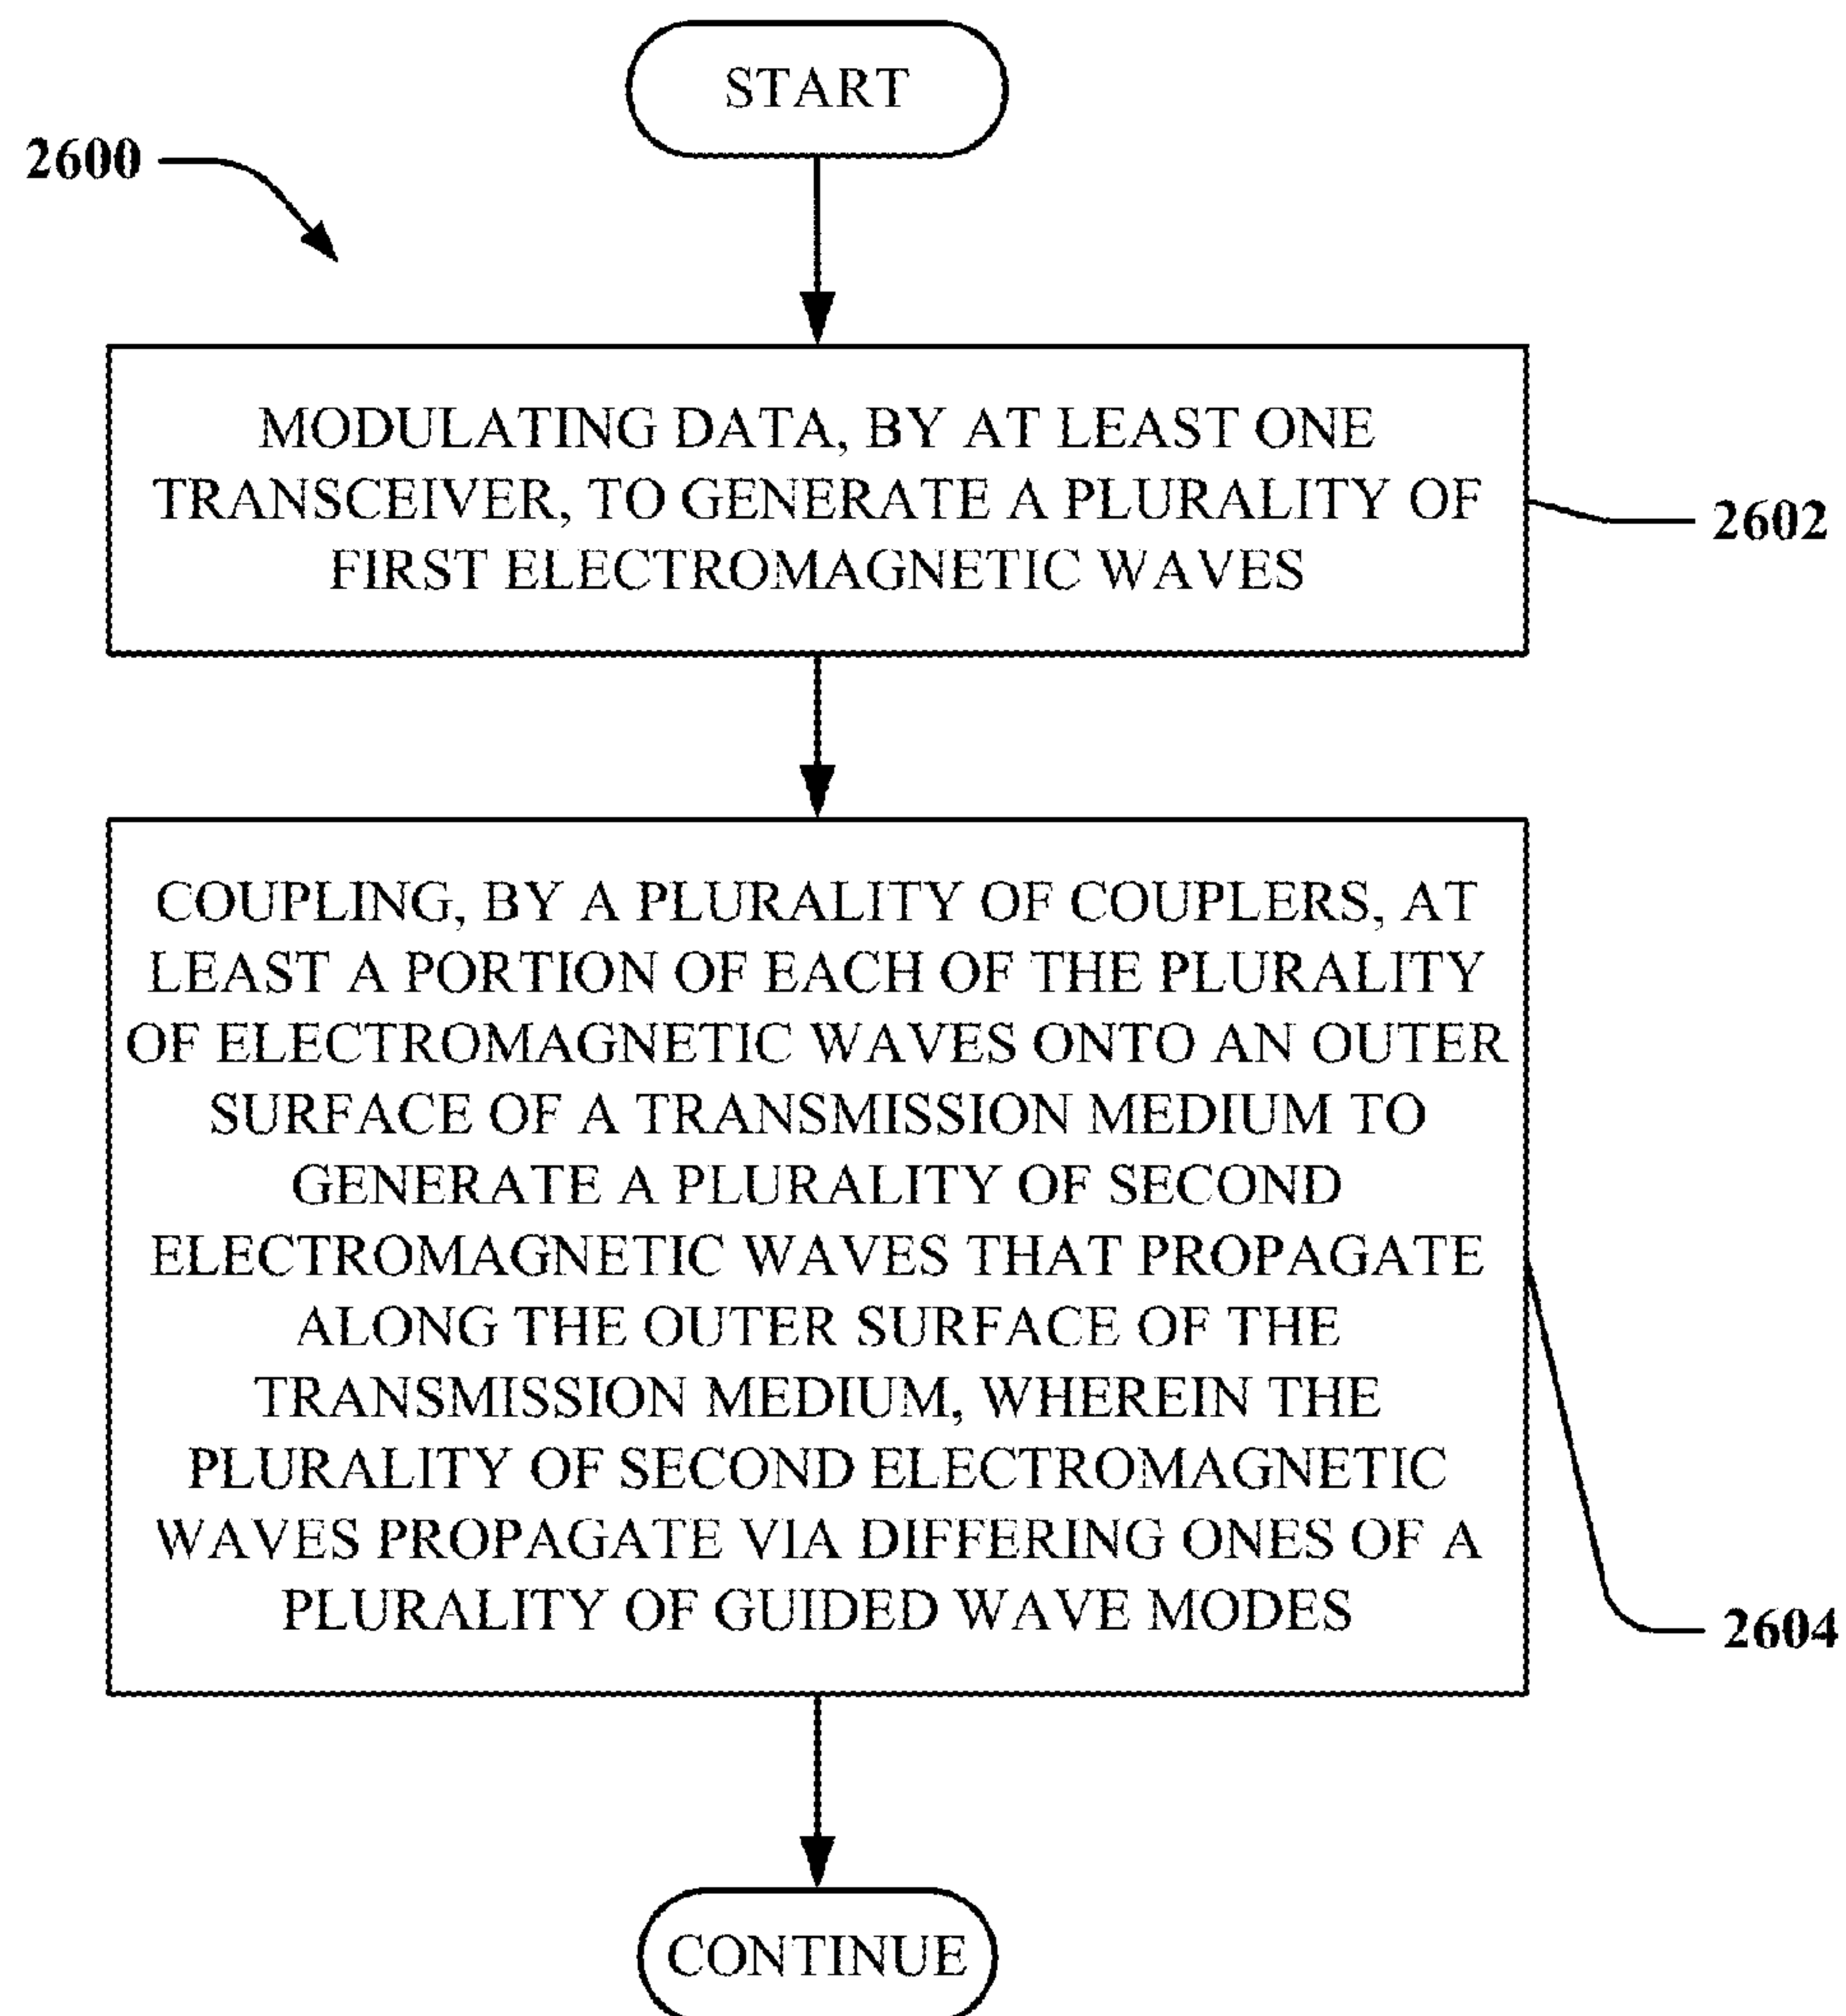 START
2600
MODULATING DATA, BY AT LEAST ONE
TRANSCEIVER, TO GENERATE A PLURALITY OF
FIRST ELECTROMAGNETIC WAVES
2602
COUPLING, BY A PLURALITY OF COUPLERS, AT
LEAST A PORTION OF EACH OF THE PLURALITY
OF ELECTROMAGNETIC WAVES ONTO AN OUTER
SURFACE OF A TRANSMISSION MEDIUM TO
GENERATE A PLURALITY OF SECOND
ELECTROMAGNETIC WAVES THAT PROPAGATE
ALONG THE OUTER SURFACE OF THE
TRANSMISSION MEDIUM, WHEREIN THE
PLURALITY OF SECOND ELECTROMAGNETIC
WAVES PROPAGATE VIA DIFFERING ONES OF A
PLURALITY OF GUIDED WAVE MODES
2604
CONTINUE